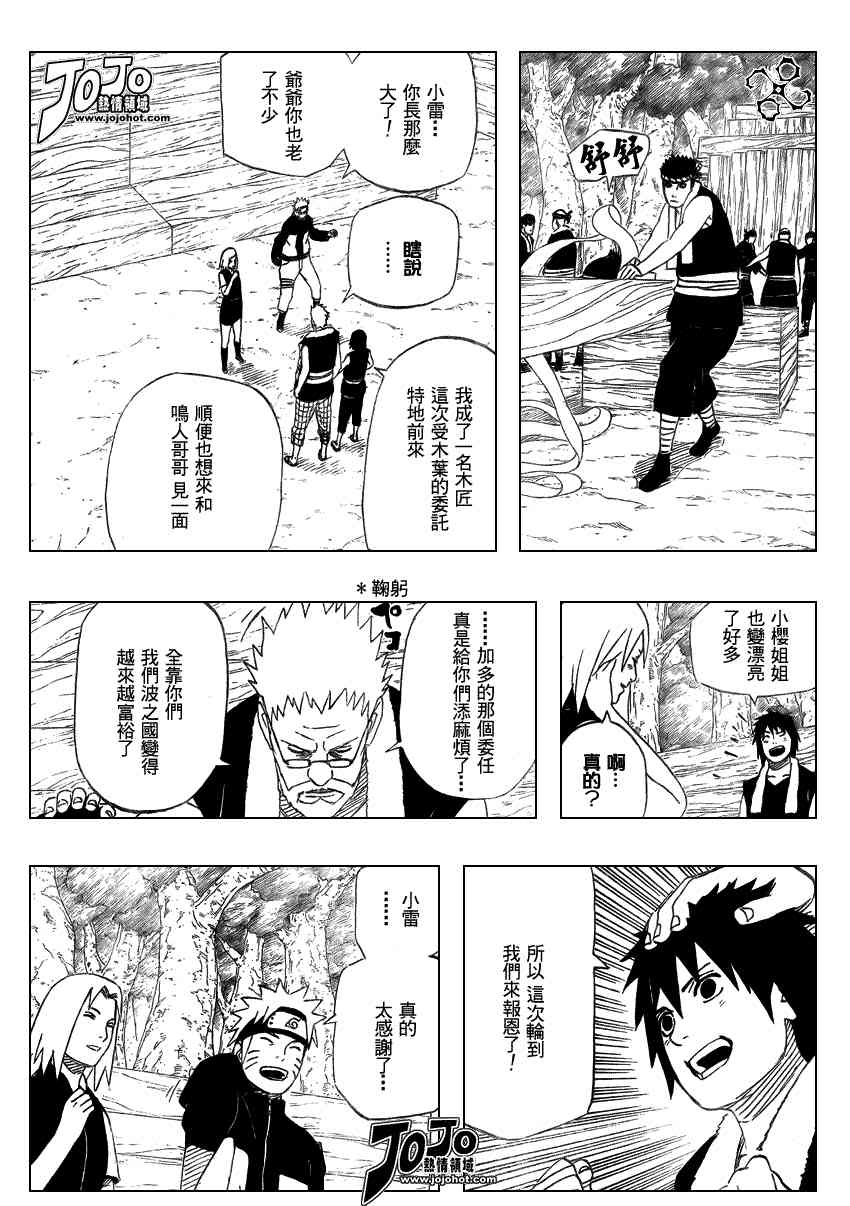 舒舒
JOJO
熱情領域
www.jojohot.com
小雷…
你長那麼
大了！
爺爺你也老
了不少
瞎說
……
我成了一名木匠
這次受木葉的委託
特地前來
順便也想來和
鳴人哥哥 見一面
小櫻姐姐
也變漂亮
了好多
啊…
真的？
＊鞠躬
ペコ
……加多的那個委任
真是給你們添麻煩了…
全靠你們
我們波之國變得
越來越富裕了
所以 這次輪到
我們來報恩了！
小雷
……
真的
太感謝了…
JOJO
熱情領域
www.jojohot.com